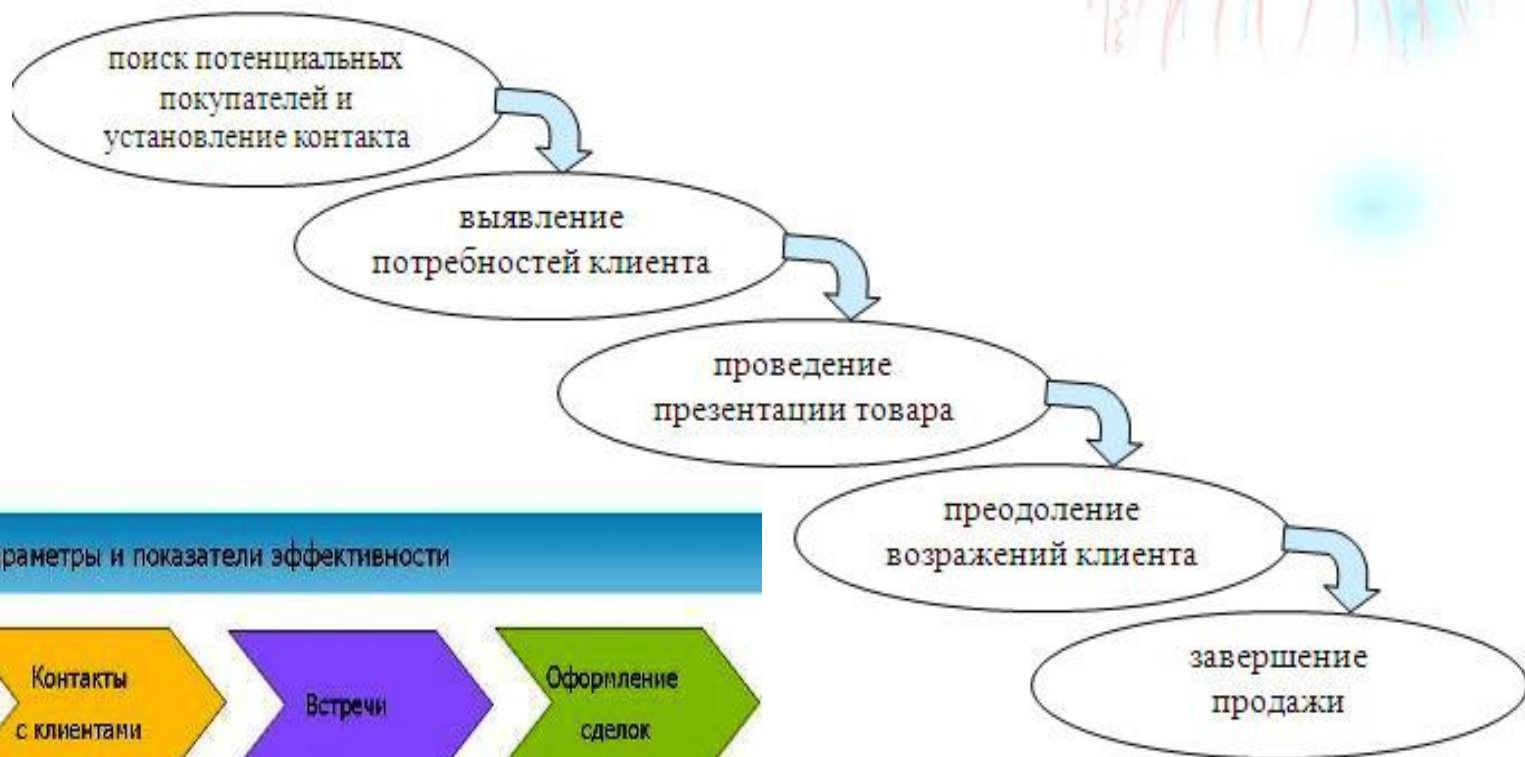 поиск потенциальных
покупателей и
установление контакта
выявление
потребностей клиента
проведение
презентации товара
преодоление
возражений клиента
завершение
продажи
раметры и показатели эффективности
Контакты
с клиентами
Встречи
Оформление
сделок